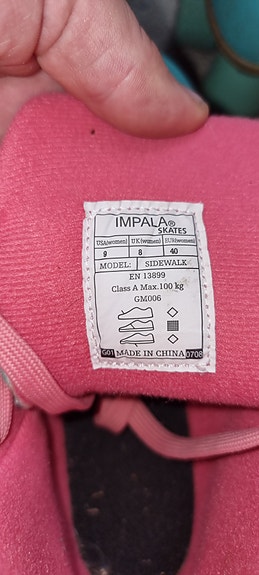 IMPALA®
SKATES
USA(women) UK(women) EUR(women)
9 8 40
MODEL: SIDEWALK
EN 13899
Class A Max.100 kg
GM006
G01 MADE IN CHINA 0708